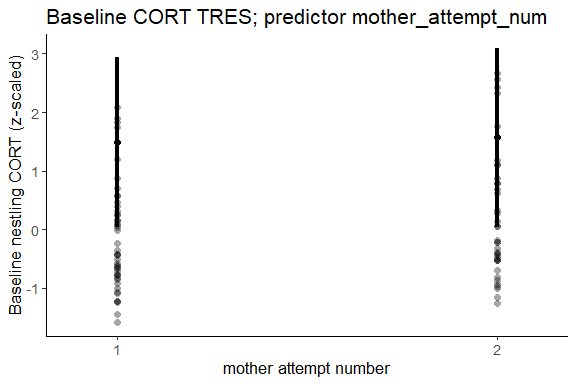 Baseline CORT TRES; predictor mother_attempt_num
Baseline nestling CORT (z-scaled)
3
2
1
0
-1
1
2
mother attempt number